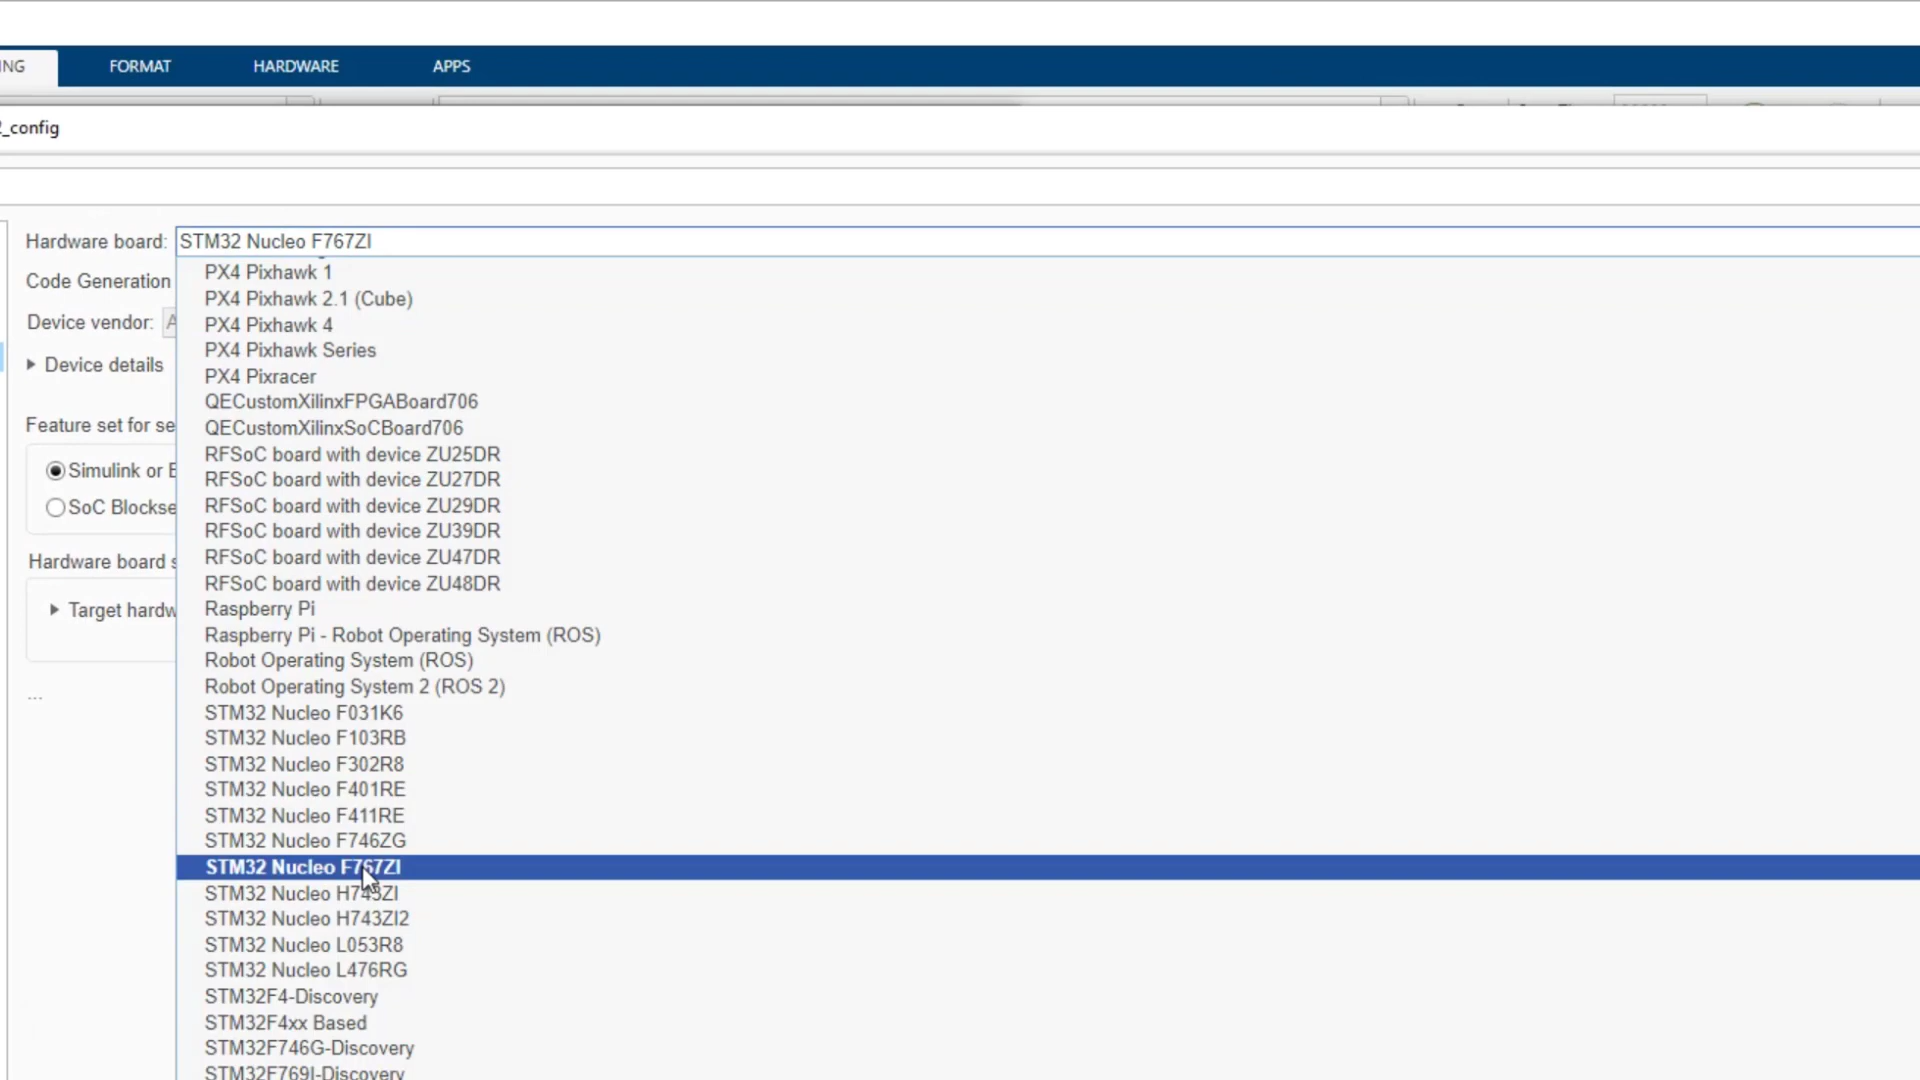 ING FORMAT HARDWARE APPS
_config
Hardware board: STM32 Nucleo F767ZI
Code Generation
Device vendor: A
Device details
Feature set for se
Simulink or E
SoC Blockse
Hardware board s
Target hardw
...
PX4 Pixhawk 1
PX4 Pixhawk 2.1 (Cube)
PX4 Pixhawk 4
PX4 Pixhawk Series
PX4 Pixracer
QECustomXilinxFPGABoard706
QECustomXilinxSoCBoard706
RFSoC board with device ZU25DR
RFSoC board with device ZU27DR
RFSoC board with device ZU29DR
RFSoC board with device ZU39DR
RFSoC board with device ZU47DR
RFSoC board with device ZU48DR
Raspberry Pi
Raspberry Pi - Robot Operating System (ROS)
Robot Operating System (ROS)
Robot Operating System 2 (ROS 2)
STM32 Nucleo F031K6
STM32 Nucleo F103RB
STM32 Nucleo F302R8
STM32 Nucleo F401RE
STM32 Nucleo F411RE
STM32 Nucleo F746ZG
STM32 Nucleo F767ZI
STM32 Nucleo H743ZI
STM32 Nucleo H743ZI2
STM32 Nucleo L053R8
STM32 Nucleo L476RG
STM32F4-Discovery
STM32F4xx Based
STM32F746G-Discovery
STM32F769I-Discovery